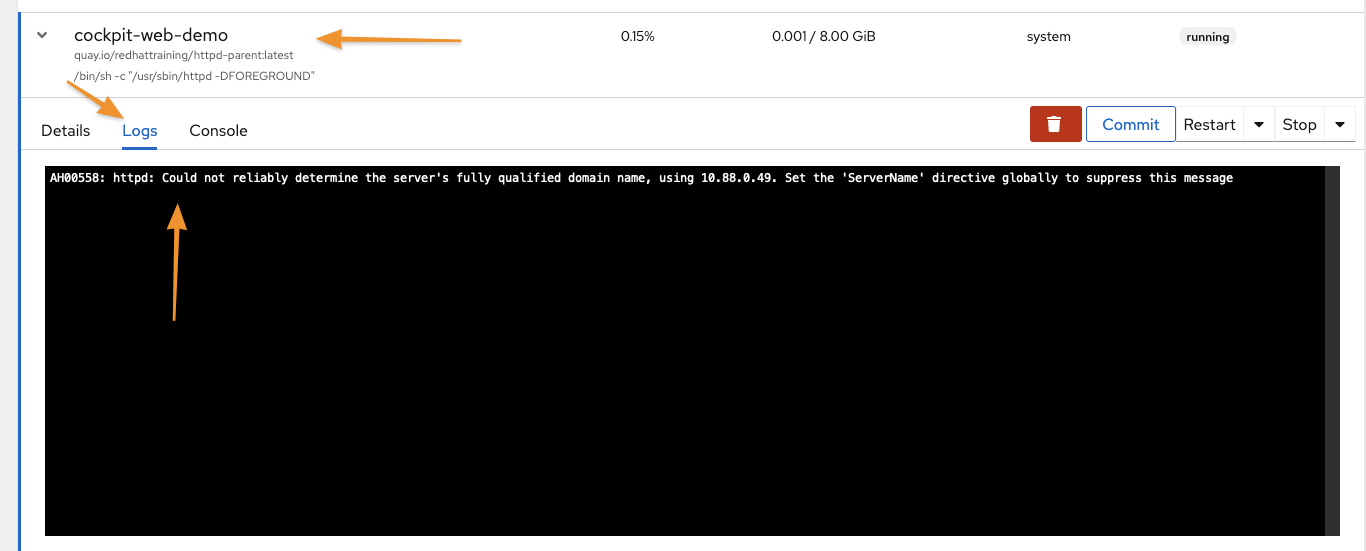 cockpit-web-demo
quay.io/redhattraining/httpd-parent:latest
/bin/sh -c "/usr/sbin/httpd -DFOREGROUND"
0.15%
0.001 / 8.00 GiB
system
running
Details
Logs
Console
Commit
Restart
Stop
AH00558: httpd: Could not reliably determine the server's fully qualified domain name, using 10.88.0.49. Set the 'ServerName' directive globally to suppress this message